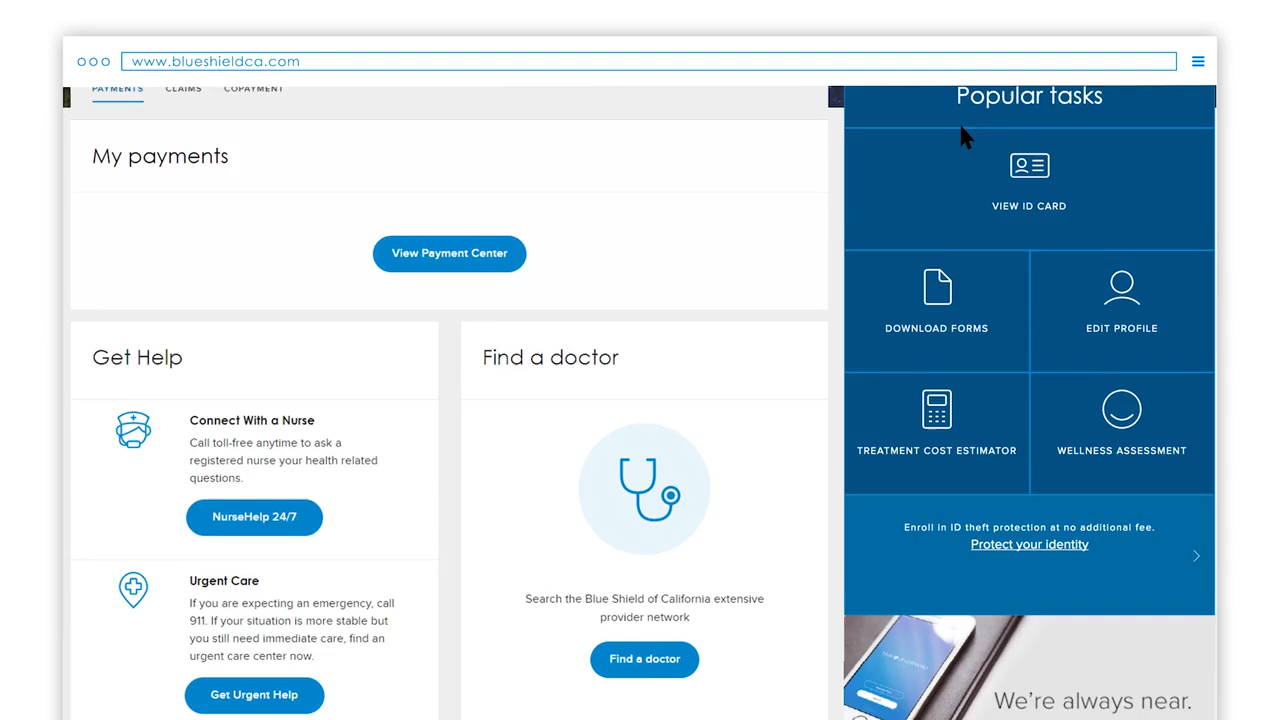 www.blueshieldca.com
PAYMENTS CLAIMS COPAYMENT
My payments
View Payment Center
Get Help
Connect With a Nurse
Call toll-free anytime to ask a
registered nurse your health related
questions.
NurseHelp 24/7
Urgent Care
If you are expecting an emergency, call
911. If your situation is more stable but
you still need immediate care, find an
urgent care center now.
Get Urgent Help
Find a doctor
Search the Blue Shield of California extensive
provider network
Find a doctor
Popular tasks
VIEW ID CARD
DOWNLOAD FORMS
EDIT PROFILE
TREATMENT COST ESTIMATOR
WELLNESS ASSESSMENT
Enroll in ID theft protection at no additional fee.
Protect your identity
We're always near.